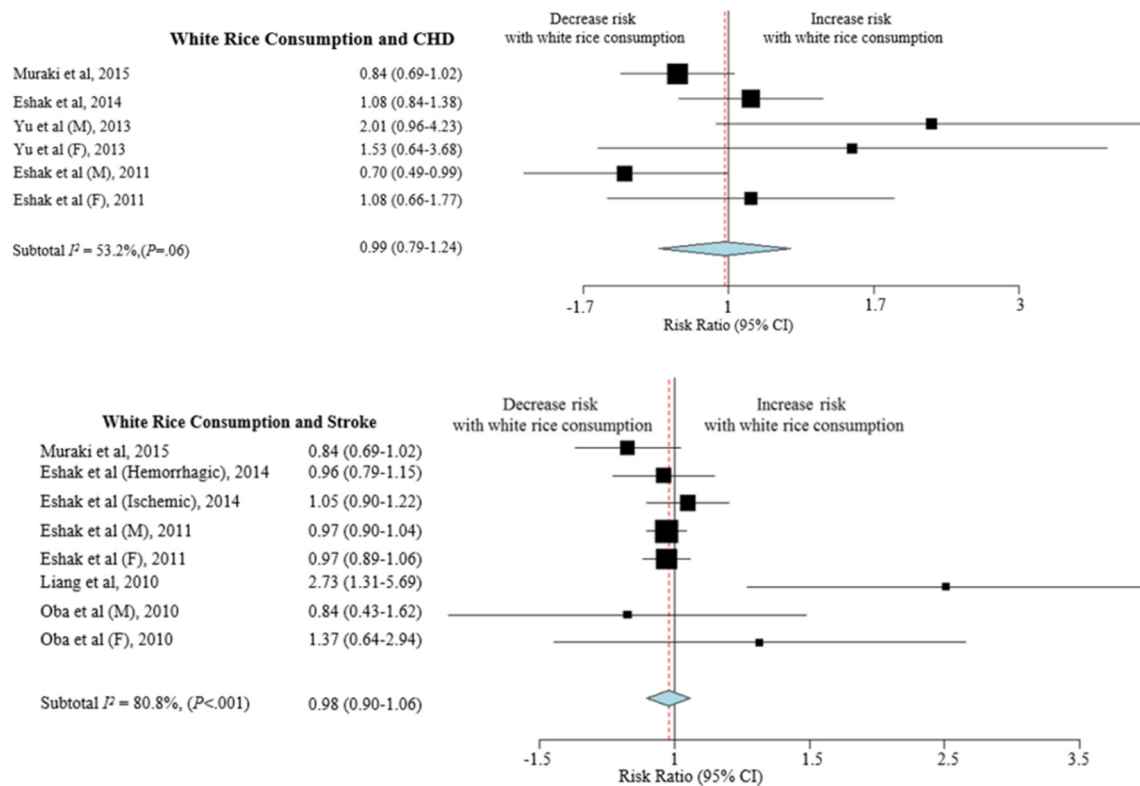 Decrease risk
with white rice consumption
Increase risk
with white rice consumption
White Rice Consumption and CHD
Muraki et al, 2015 0.84 (0.69-1.02)
Eshak et al, 2014 1.08 (0.84-1.38)
Yu et al (M), 2013 2.01 (0.96-4.23)
Yu et al (F), 2013 1.53 (0.64-3.68)
Eshak et al (M), 2011 0.70 (0.49-0.99)
Eshak et al (F), 2011 1.08 (0.66-1.77)
Subtotal I² = 53.2%,(P=.06) 0.99 (0.79-1.24)
-1.7 1 1.7 3
Risk Ratio (95% CI)
Decrease risk
with white rice consumption
Increase risk
with white rice consumption
White Rice Consumption and Stroke
Muraki et al, 2015 0.84 (0.69-1.02)
Eshak et al (Hemorrhagic), 2014 0.96 (0.79-1.15)
Eshak et al (Ischemic), 2014 1.05 (0.90-1.22)
Eshak et al (M), 2011 0.97 (0.90-1.04)
Eshak et al (F), 2011 0.97 (0.89-1.06)
Liang et al, 2010 2.73 (1.31-5.69)
Oba et al (M), 2010 0.84 (0.43-1.62)
Oba et al (F), 2010 1.37 (0.64-2.94)
Subtotal I² = 80.8%, (P<.001) 0.98 (0.90-1.06)
-1.5 1 1.5 2.5 3.5
Risk Ratio (95% CI)